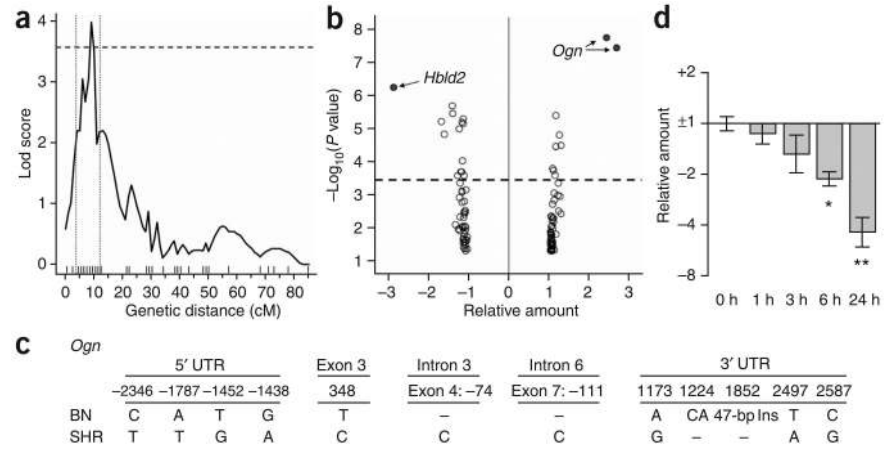 a
b
d
4
3
2
1
0
Lod score
0 10 20 30 40 50 60 70 80
Genetic distance (cM)
8
7
6
5
4
3
2
1
−Log10(P value)
Hbld2
Ogn
−3 −2 −1 0 1 2 3
Relative amount
+2
±1
−2
−4
−8
Relative amount
*
**
0 h 1 h 3 h 6 h 24 h
c
Ogn
5′ UTR Exon 3 Intron 3 Intron 6 3′ UTR
−2346 −1787 −1452 −1438 348 Exon 4: −74 Exon 7: −111 1173 1224 1852 2497 2587
BN C A T G T – – A CA 47-bp Ins T C
SHR T T G A C C C G – – A G